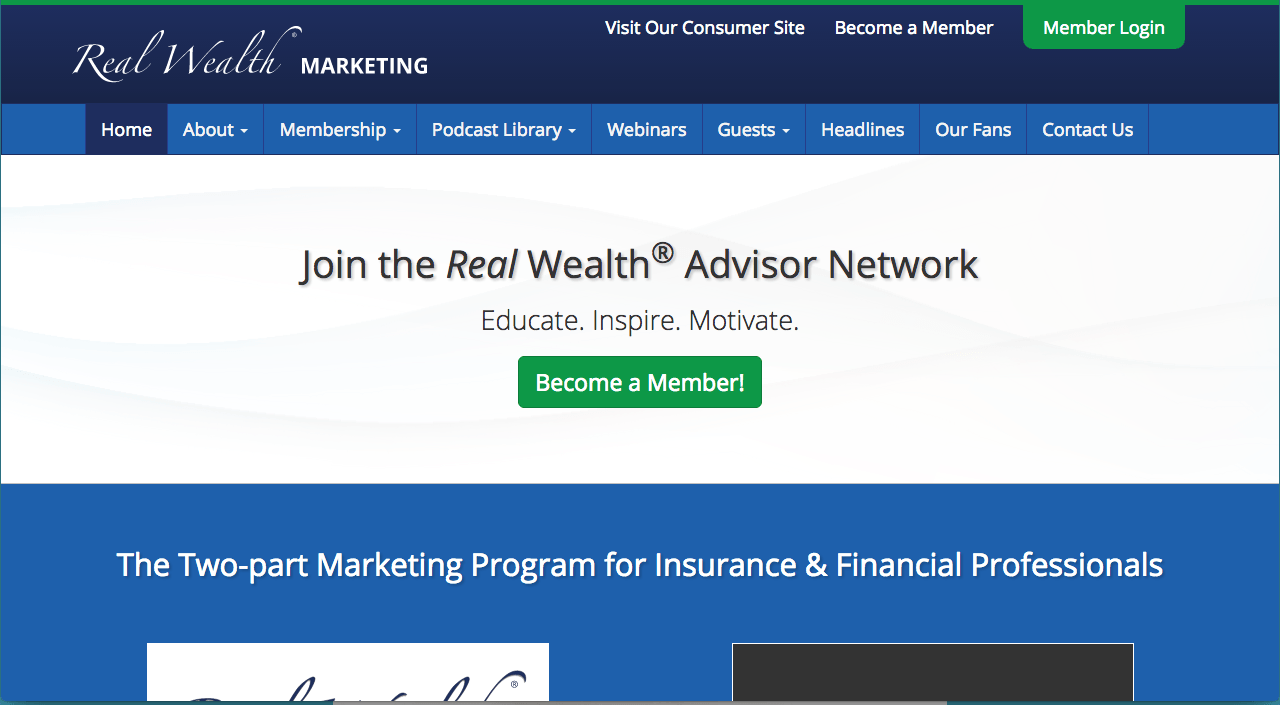 Visit Our Consumer Site Become a Member Member Login
Real Wealth® MARKETING
Home About Membership Podcast Library Webinars Guests Headlines Our Fans Contact Us
Join the Real Wealth® Advisor Network
Educate. Inspire. Motivate.
Become a Member!
The Two-part Marketing Program for Insurance & Financial Professionals
®